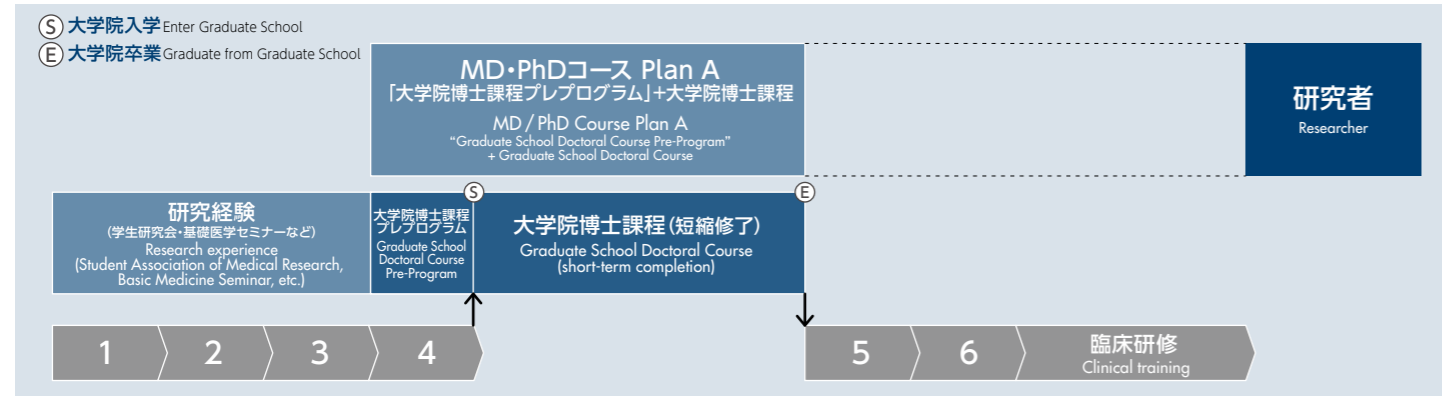 Ⓢ 大学院入学 Enter Graduate School
Ⓔ 大学院卒業 Graduate from Graduate School
MD・PhDコース Plan A
「大学院博士課程プレプログラム」+大学院博士課程
MD / PhD Course Plan A
“Graduate School Doctoral Course Pre-Program”
+ Graduate School Doctoral Course
研究者
Researcher
研究経験
(学生研究会・基礎医学セミナーなど)
Research experience
(Student Association of Medical Research,
Basic Medicine Seminar, etc.)
大学院博士課程
プレプログラム
Graduate School
Doctoral Course
Pre-Program
Ⓢ
大学院博士課程(短縮修了)
Graduate School Doctoral Course
(short-term completion)
Ⓔ
1
2
3
4
5
6
臨床研修
Clinical training